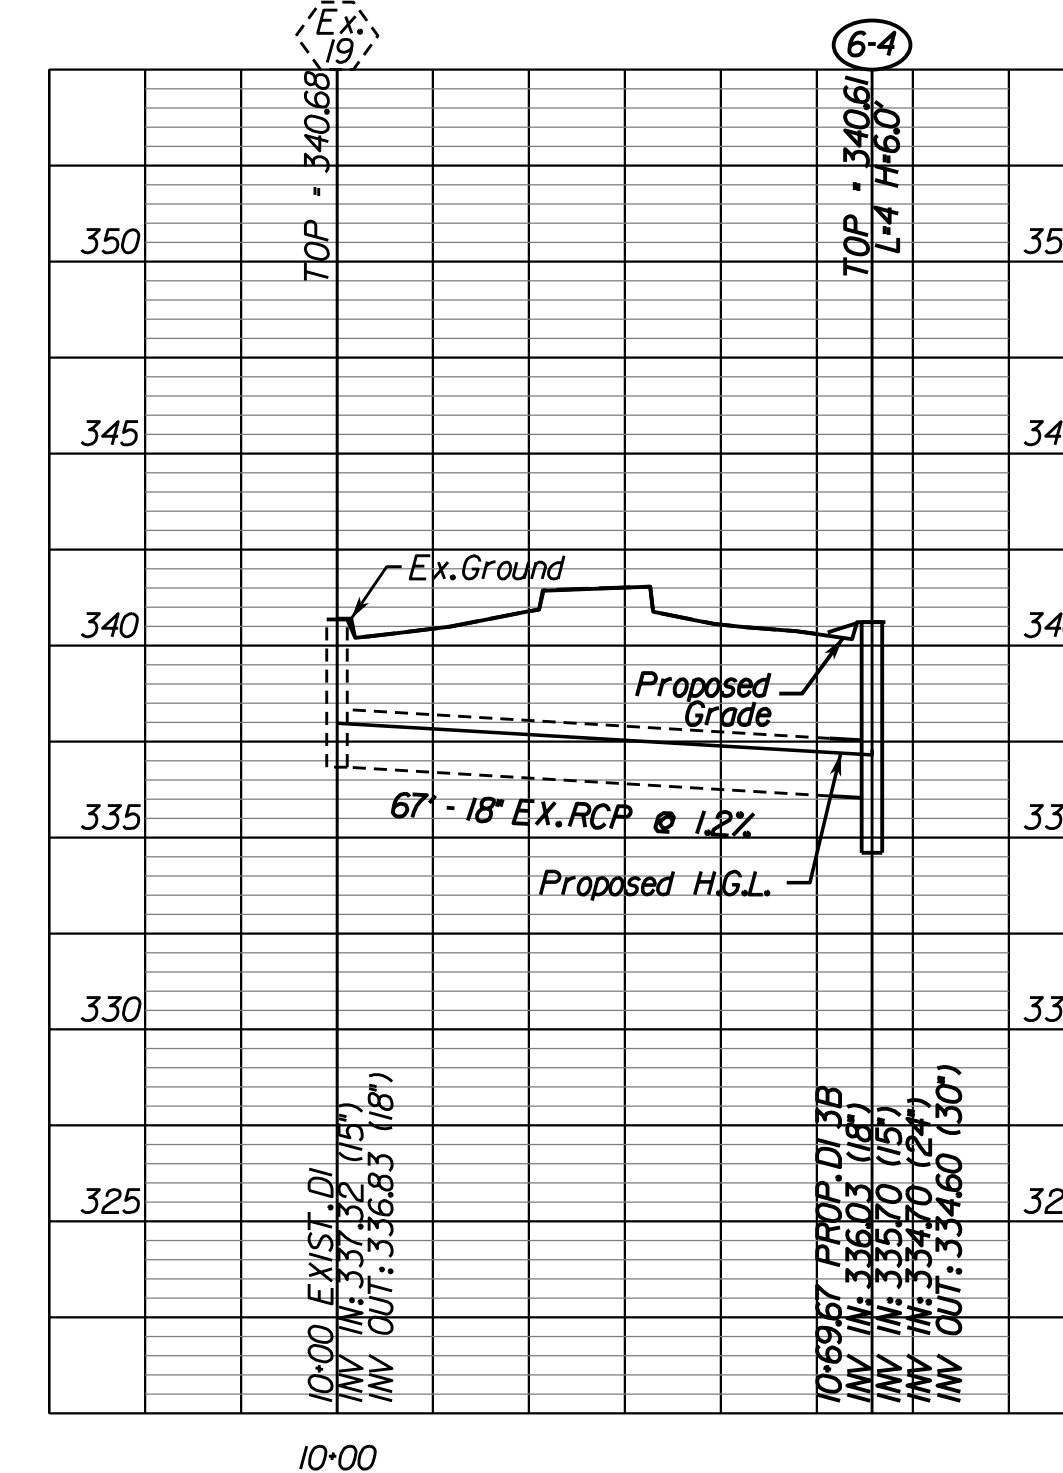 Ex.
19
6-4
TOP = 340.68
TOP = 340.61
L=4 H=6.0'
350
35
345
34
Ex. Ground
340
34
Proposed
Grade
67' - 18" EX. RCP @ 1.2%
335
33
Proposed H.G.L.
330
33
325
32
10+00 EXIST. DI
INV IN: 337.32 (15")
INV OUT: 336.83 (18")
10+69.67 PROP. DI 3B
INV IN: 336.03 (18")
INV IN: 335.70 (15")
INV IN: 334.70 (24")
INV OUT: 334.60 (30")
10+00